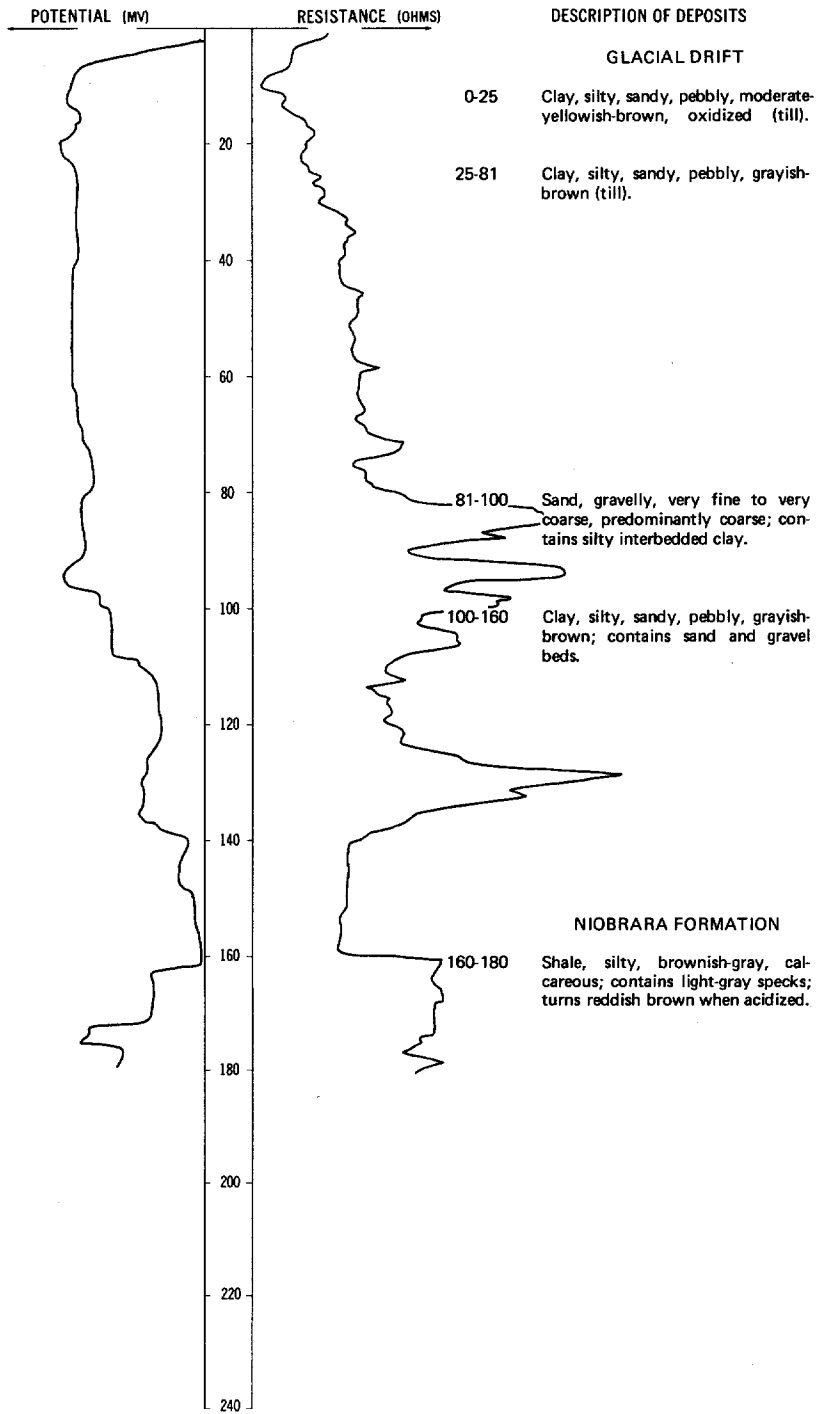 POTENTIAL (MV) RESISTANCE (OHMS) DESCRIPTION OF DEPOSITS
GLACIAL DRIFT
0-25 Clay, silty, sandy, pebbly, moderate-
yellowish-brown, oxidized (till).
20
25-81 Clay, silty, sandy, pebbly, grayish-
brown (till).
40
60
80
81-100 Sand, gravelly, very fine to very
coarse, predominantly coarse; con-
tains silty interbedded clay.
100
100-160 Clay, silty, sandy, pebbly, grayish-
brown; contains sand and gravel
beds.
120
140
NIOBRARA FORMATION
160
160-180 Shale, silty, brownish-gray, cal-
careous; contains light-gray specks;
turns reddish brown when acidized.
180
200
220
240